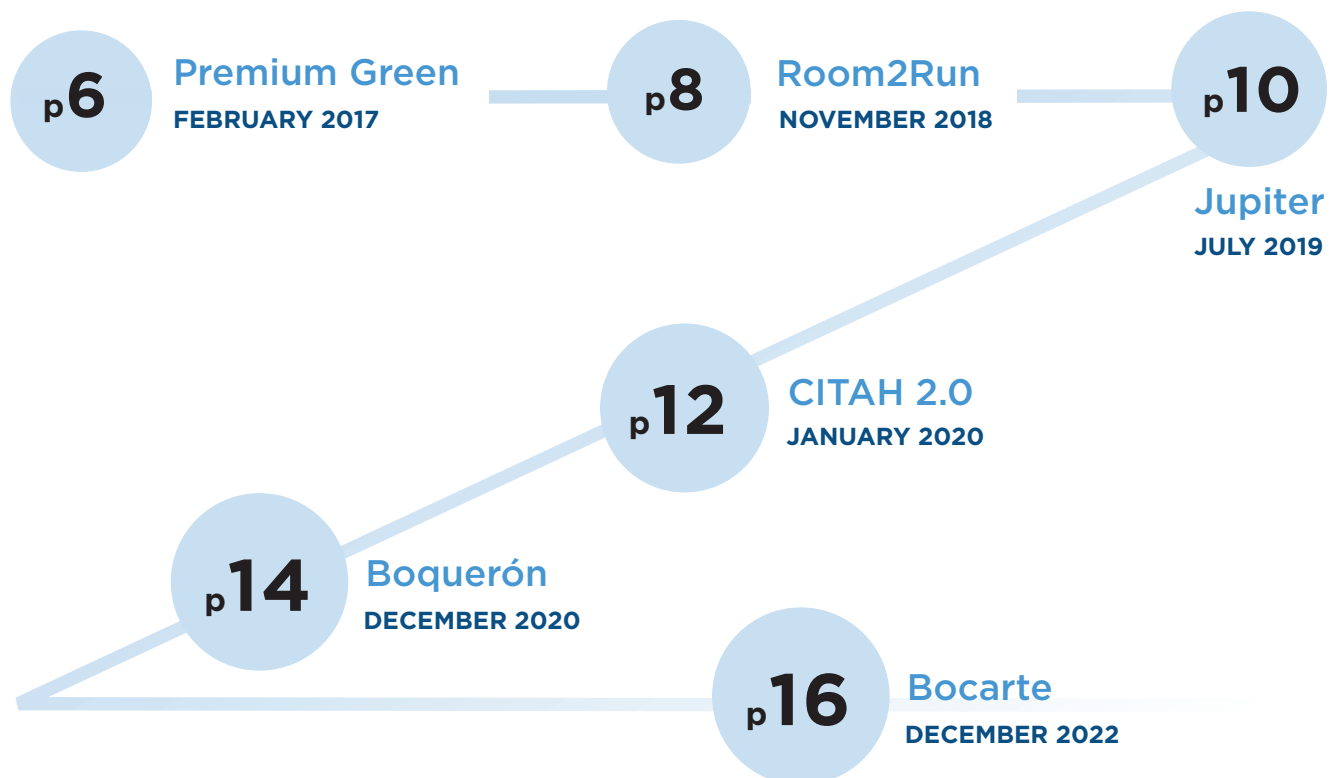 p6
Premium Green
FEBRUARY 2017
p8
Room2Run
NOVEMBER 2018
p10
Jupiter
JULY 2019
p12
CITAH 2.0
JANUARY 2020
p14
Boquerón
DECEMBER 2020
p16
Bocarte
DECEMBER 2022